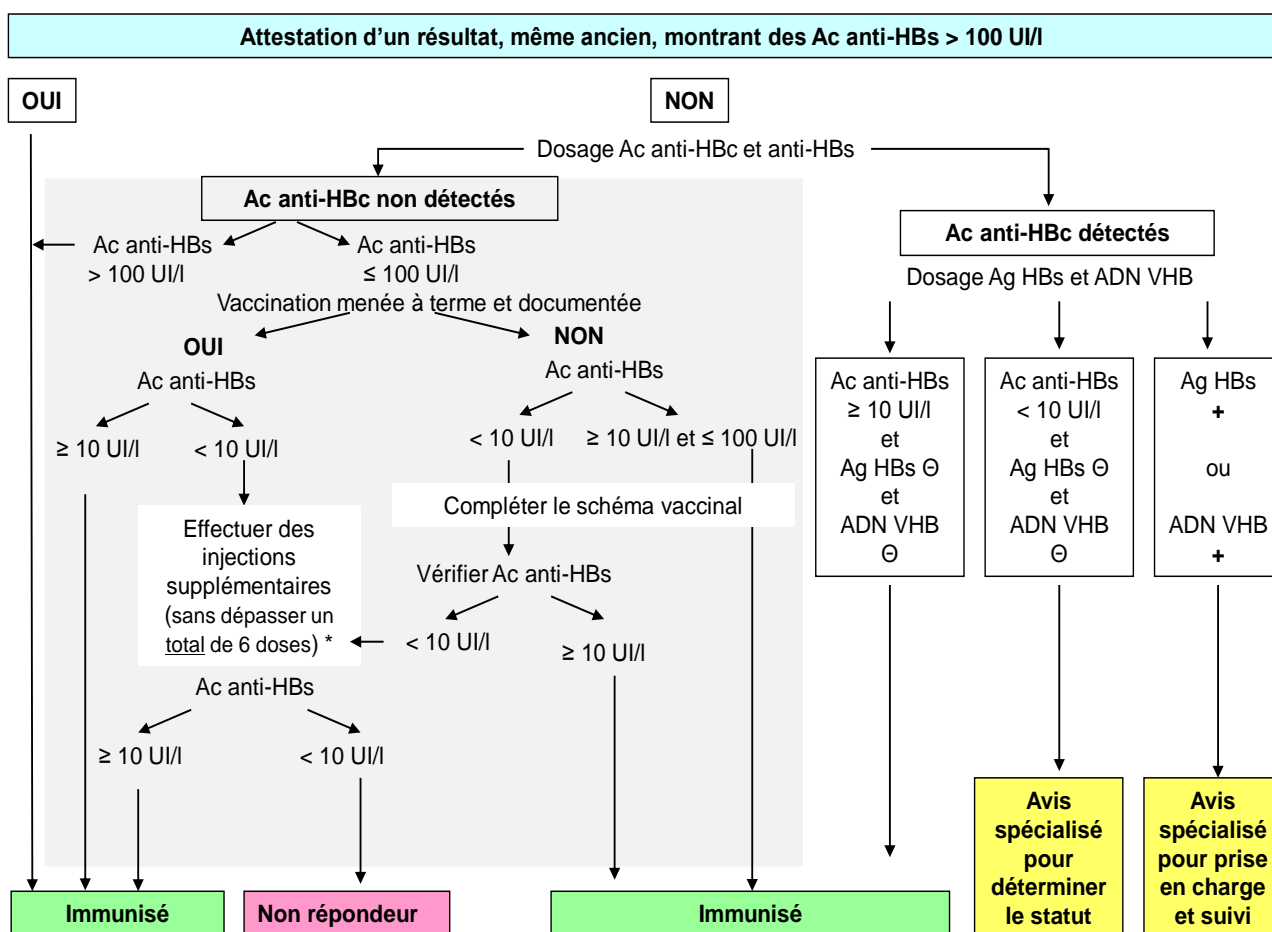 Attestation d’un résultat, même ancien, montrant des Ac anti-HBs > 100 UI/l
OUI
NON
Dosage Ac anti-HBc et anti-HBs
Ac anti-HBc non détectés
Ac anti-HBs
> 100 UI/l
Ac anti-HBs
≤ 100 UI/l
Vaccination menée à terme et documentée
OUI
Ac anti-HBs
≥ 10 UI/l
< 10 UI/l
NON
Ac anti-HBs
< 10 UI/l
≥ 10 UI/l et ≤ 100 UI/l
Effectuer des
injections
supplémentaires
(sans dépasser un
total de 6 doses) *
Compléter le schéma vaccinal
Vérifier Ac anti-HBs
< 10 UI/l
≥ 10 UI/l
Ac anti-HBs
≥ 10 UI/l
< 10 UI/l
Ac anti-HBc détectés
Dosage Ag HBs et ADN VHB
Ac anti-HBs
≥ 10 UI/l
et
Ag HBs Θ
et
ADN VHB
Θ
Ac anti-HBs
< 10 UI/l
et
Ag HBs Θ
et
ADN VHB
Θ
Ag HBs
+
ou
ADN VHB
+
Immunisé
Non répondeur
Immunisé
Avis
spécialisé
pour
déterminer
le statut
Avis
spécialisé
pour prise
en charge
et suivi